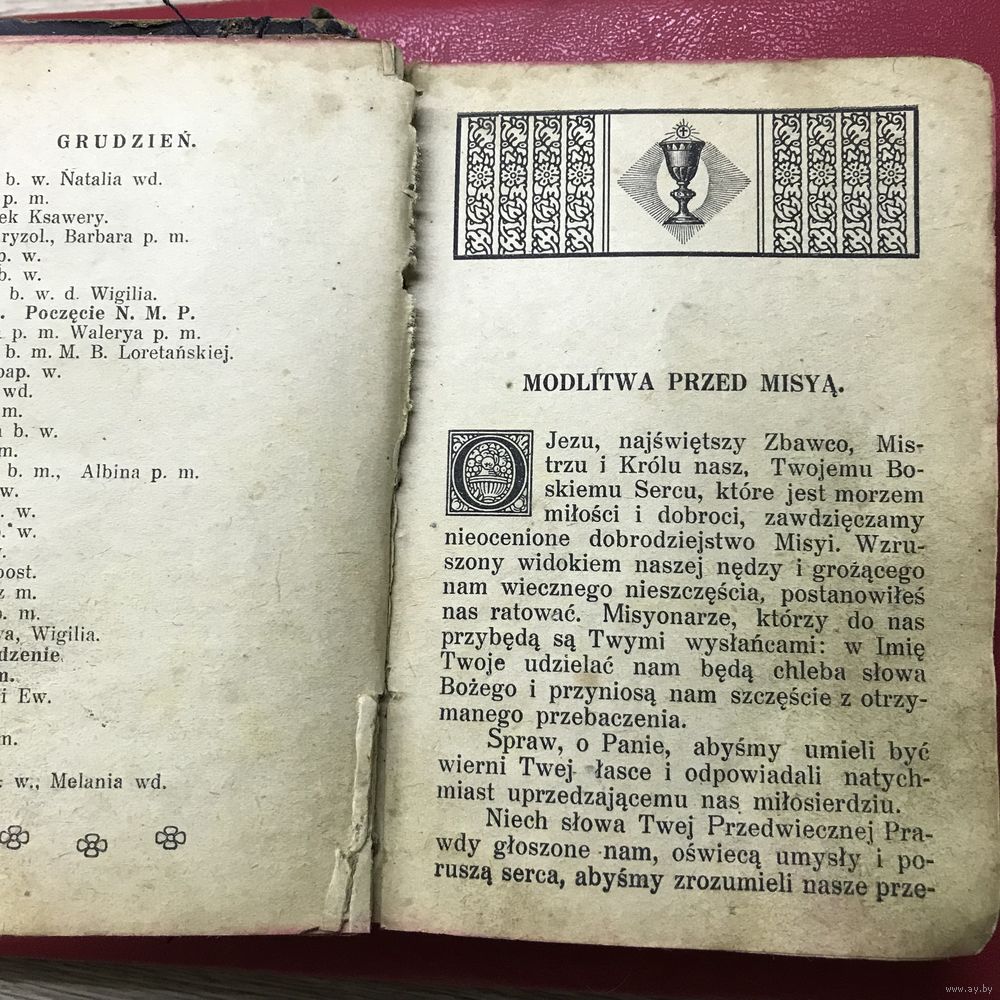 GRUDZIEŃ.
b. w. Natalia wd.
p. m.
ek Ksawery.
ryzol., Barbara p. m.
p. w.
b. w.
b. w. d. Wigilia.
. Poczęcie N. M. P.
p. m. Walerya p. m.
b. m. M. B. Loretańskiej.
pap. w.
wd.
m.
b. w.
m.
b. m., Albina p. m.
w.
. w.
. w.
post.
z m.
p. m.
va, Wigilia.
dzenie
m.
i Ew.
m.
w., Melania wd.
MODLITWA PRZED MISYĄ.
O Jezu, najświętszy Zbawco, Mis-
trzu i Królu nasz, Twojemu Bo-
skiemu Sercu, które jest morzem
miłości i dobroci, zawdzięczamy
nieocenione dobrodziejstwo Misyi. Wzru-
szony widokiem naszej nędzy i grożącego
nam wiecznego nieszczęścia, postanowiłeś
nas ratować. Misyonarze, którzy do nas
przybędą są Twymi wysłańcami: w Imię
Twoje udzielać nam będą chleba słowa
Bożego i przyniosą nam szczęście z otrzy-
manego przebaczenia.
Spraw, o Panie, abyśmy umieli być
wierni Twej łasce i odpowiadali natych-
miast uprzedzającemu nas miłosierdziu.
Niech słowa Twej Przedwiecznej Pra-
wdy głoszone nam, oświecą umysły i po-
ruszą serca, abyśmy zrozumieli nasze prze-
www.ay.by